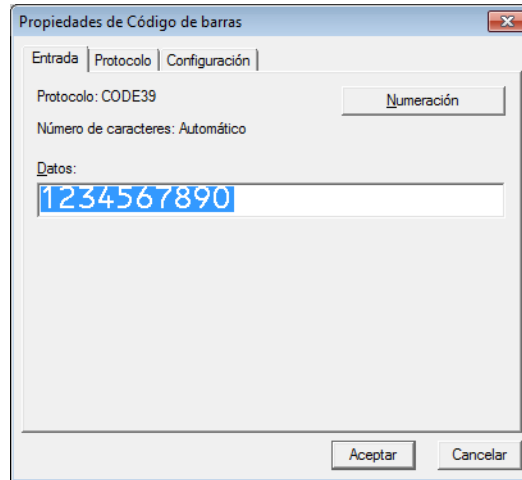 Propiedades de Código de barras
Entrada Protocolo Configuración
Protocolo: CODE39
Numeración
Número de caracteres: Automático
Datos:
1234567890
Aceptar Cancelar